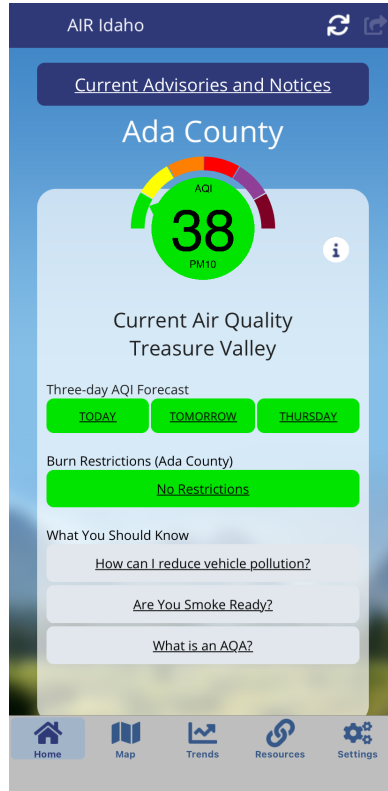 AIR Idaho
Current Advisories and Notices
Ada County
AQI
38
PM10
i
Current Air Quality
Treasure Valley
Three-day AQI Forecast
TODAY TOMORROW THURSDAY
Burn Restrictions (Ada County)
No Restrictions
What You Should Know
How can I reduce vehicle pollution?
Are You Smoke Ready?
What is an AQA?
Home Map Trends Resources Settings